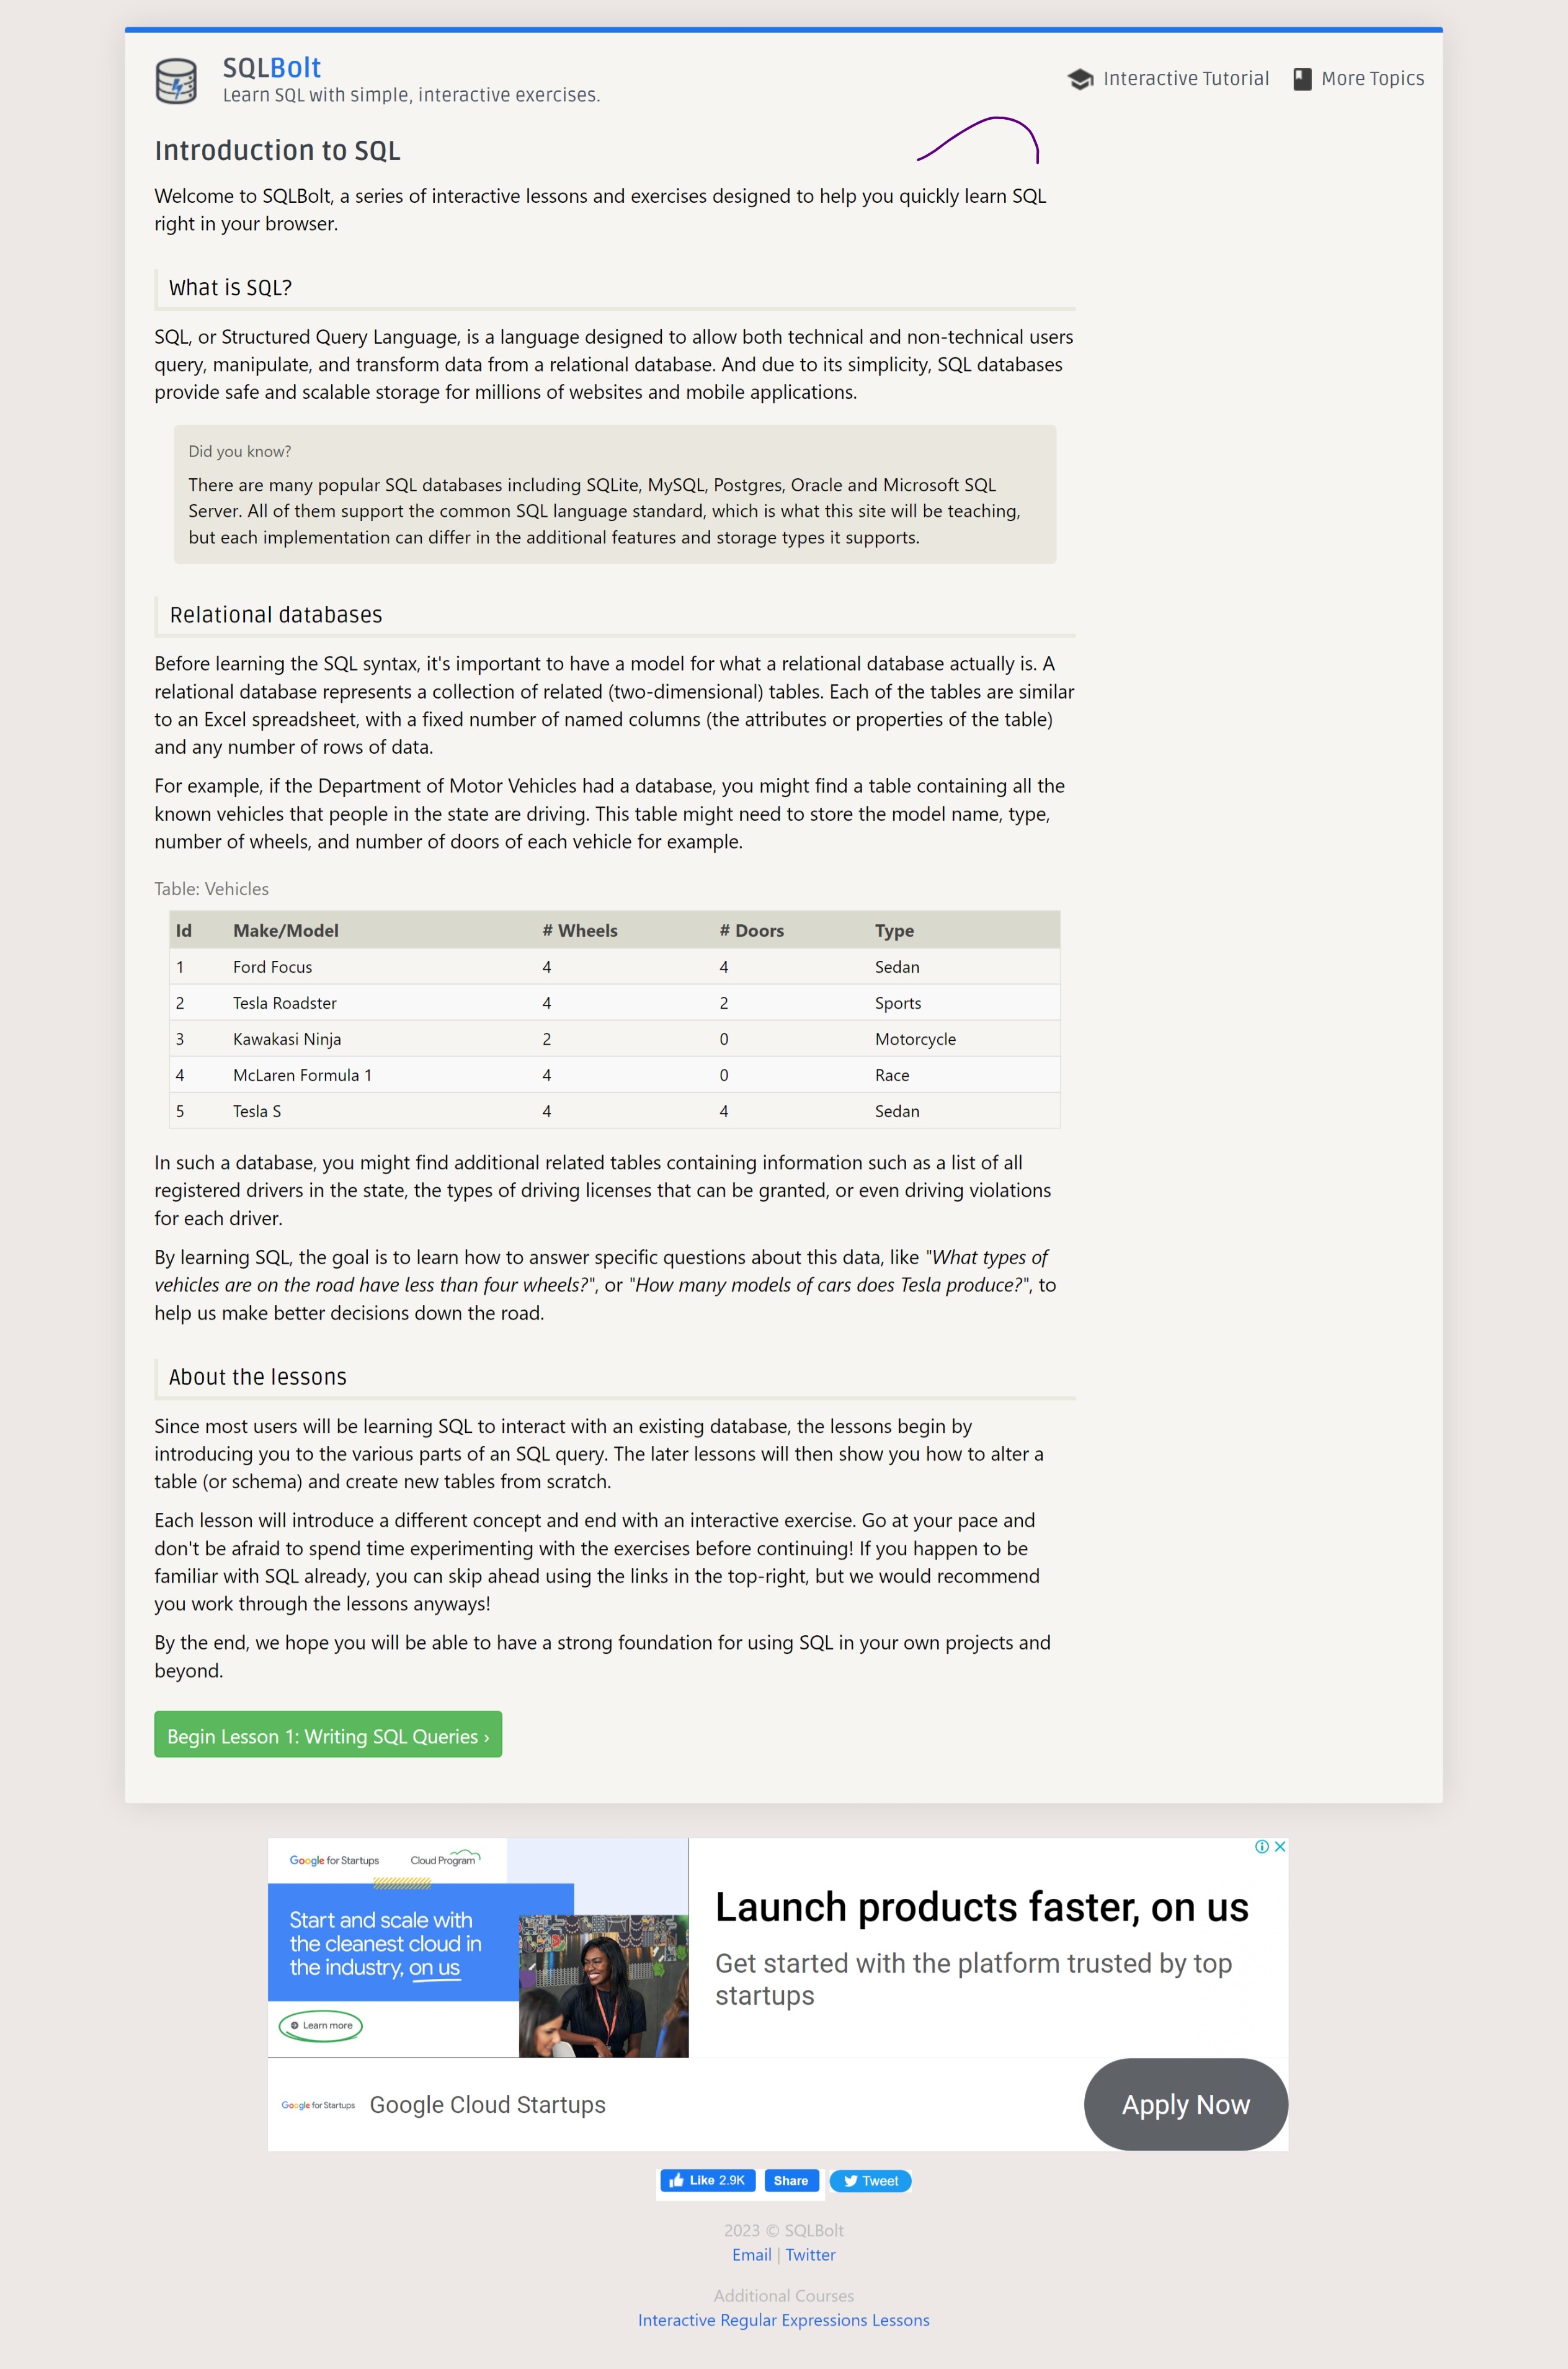 SQLBolt
Learn SQL with simple, interactive exercises.
Interactive Tutorial
More Topics
Introduction to SQL
Welcome to SQLBolt, a series of interactive lessons and exercises designed to help you quickly learn SQL
right in your browser.
What is SQL?
SQL, or Structured Query Language, is a language designed to allow both technical and non-technical users
query, manipulate, and transform data from a relational database. And due to its simplicity, SQL databases
provide safe and scalable storage for millions of websites and mobile applications.
Did you know?
There are many popular SQL databases including SQLite, MySQL, Postgres, Oracle and Microsoft SQL
Server. All of them support the common SQL language standard, which is what this site will be teaching,
but each implementation can differ in the additional features and storage types it supports.
Relational databases
Before learning the SQL syntax, it's important to have a model for what a relational database actually is. A
relational database represents a collection of related (two-dimensional) tables. Each of the tables are similar
to an Excel spreadsheet, with a fixed number of named columns (the attributes or properties of the table)
and any number of rows of data.
For example, if the Department of Motor Vehicles had a database, you might find a table containing all the
known vehicles that people in the state are driving. This table might need to store the model name, type,
number of wheels, and number of doors of each vehicle for example.
Table: Vehicles
Id Make/Model # Wheels # Doors Type
1 Ford Focus 4 4 Sedan
2 Tesla Roadster 4 2 Sports
3 Kawakasi Ninja 2 0 Motorcycle
4 McLaren Formula 1 4 0 Race
5 Tesla S 4 4 Sedan
In such a database, you might find additional related tables containing information such as a list of all
registered drivers in the state, the types of driving licenses that can be granted, or even driving violations
for each driver.
By learning SQL, the goal is to learn how to answer specific questions about this data, like "What types of
vehicles are on the road have less than four wheels?", or "How many models of cars does Tesla produce?", to
help us make better decisions down the road.
About the lessons
Since most users will be learning SQL to interact with an existing database, the lessons begin by
introducing you to the various parts of an SQL query. The later lessons will then show you how to alter a
table (or schema) and create new tables from scratch.
Each lesson will introduce a different concept and end with an interactive exercise. Go at your pace and
don't be afraid to spend time experimenting with the exercises before continuing! If you happen to be
familiar with SQL already, you can skip ahead using the links in the top-right, but we would recommend
you work through the lessons anyways!
By the end, we hope you will be able to have a strong foundation for using SQL in your own projects and
beyond.
Begin Lesson 1: Writing SQL Queries ›
Google for Startups Cloud Program
Start and scale with
the cleanest cloud in
the industry, on us
Learn more
Launch products faster, on us
Get started with the platform trusted by top
startups
Google for Startups Google Cloud Startups
Apply Now
Like 2.9K Share Tweet
2023 © SQLBolt
Email | Twitter
Additional Courses
Interactive Regular Expressions Lessons